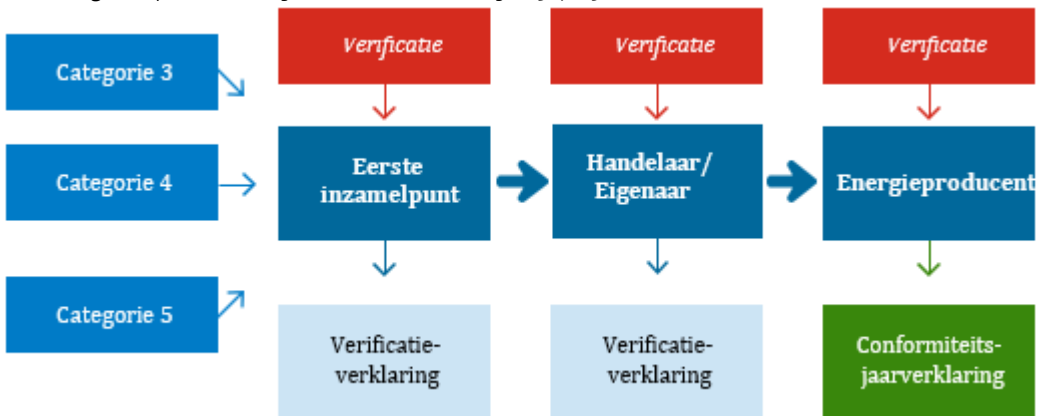 Verificatie
Verificatie
Verificatie
Categorie 3
Categorie 4
Categorie 5
Eerste
inzamelpunt
Handelaar/
Eigenaar
Energieproducent
Verificatie-
verklaring
Verificatie-
verklaring
Conformiteits-
jaarverklaring